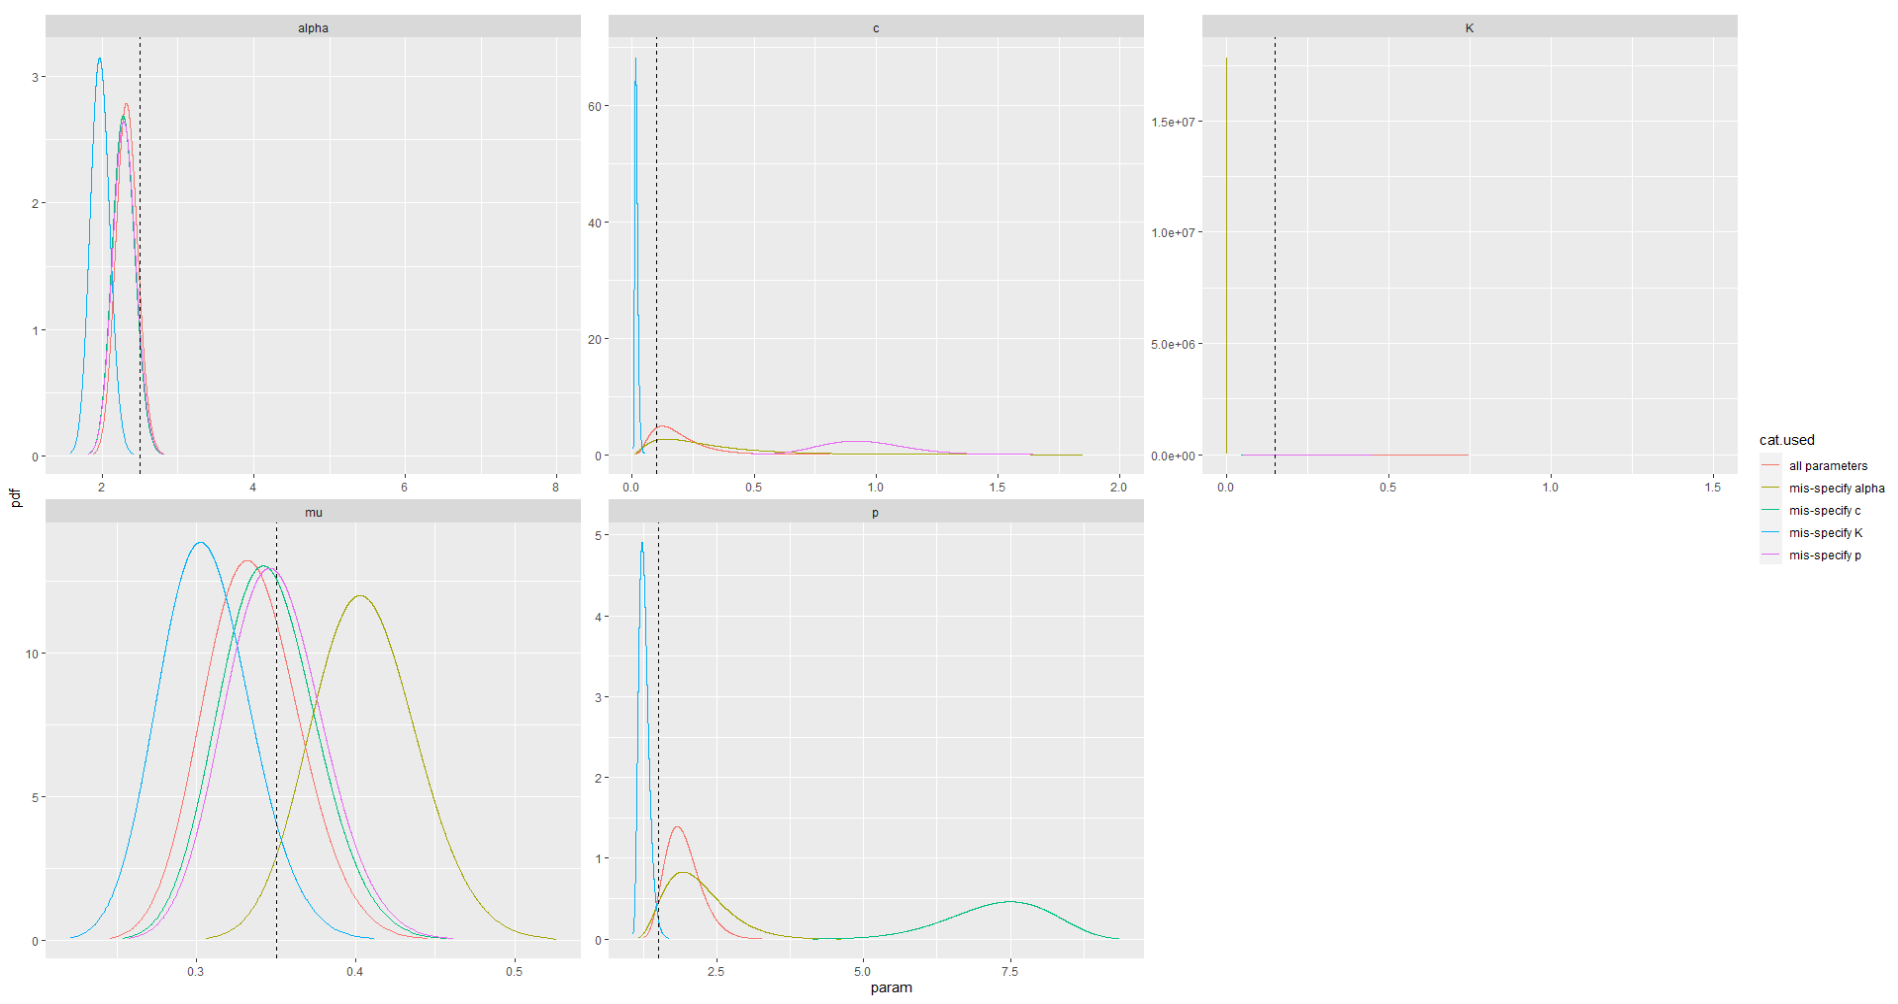 alpha
c
K
pdf
3
2
1
0
2
4
6
8
60
40
20
0
0.0
0.5
1.0
1.5
2.0
1.5e+07
1.0e+07
5.0e+06
0.0e+00
0.0
0.5
1.0
1.5
mu
p
10
5
0
0.3
0.4
0.5
5
4
3
2
1
0
2.5
5.0
7.5
param
cat.used
all parameters
mis-specify alpha
mis-specify c
mis-specify K
mis-specify p